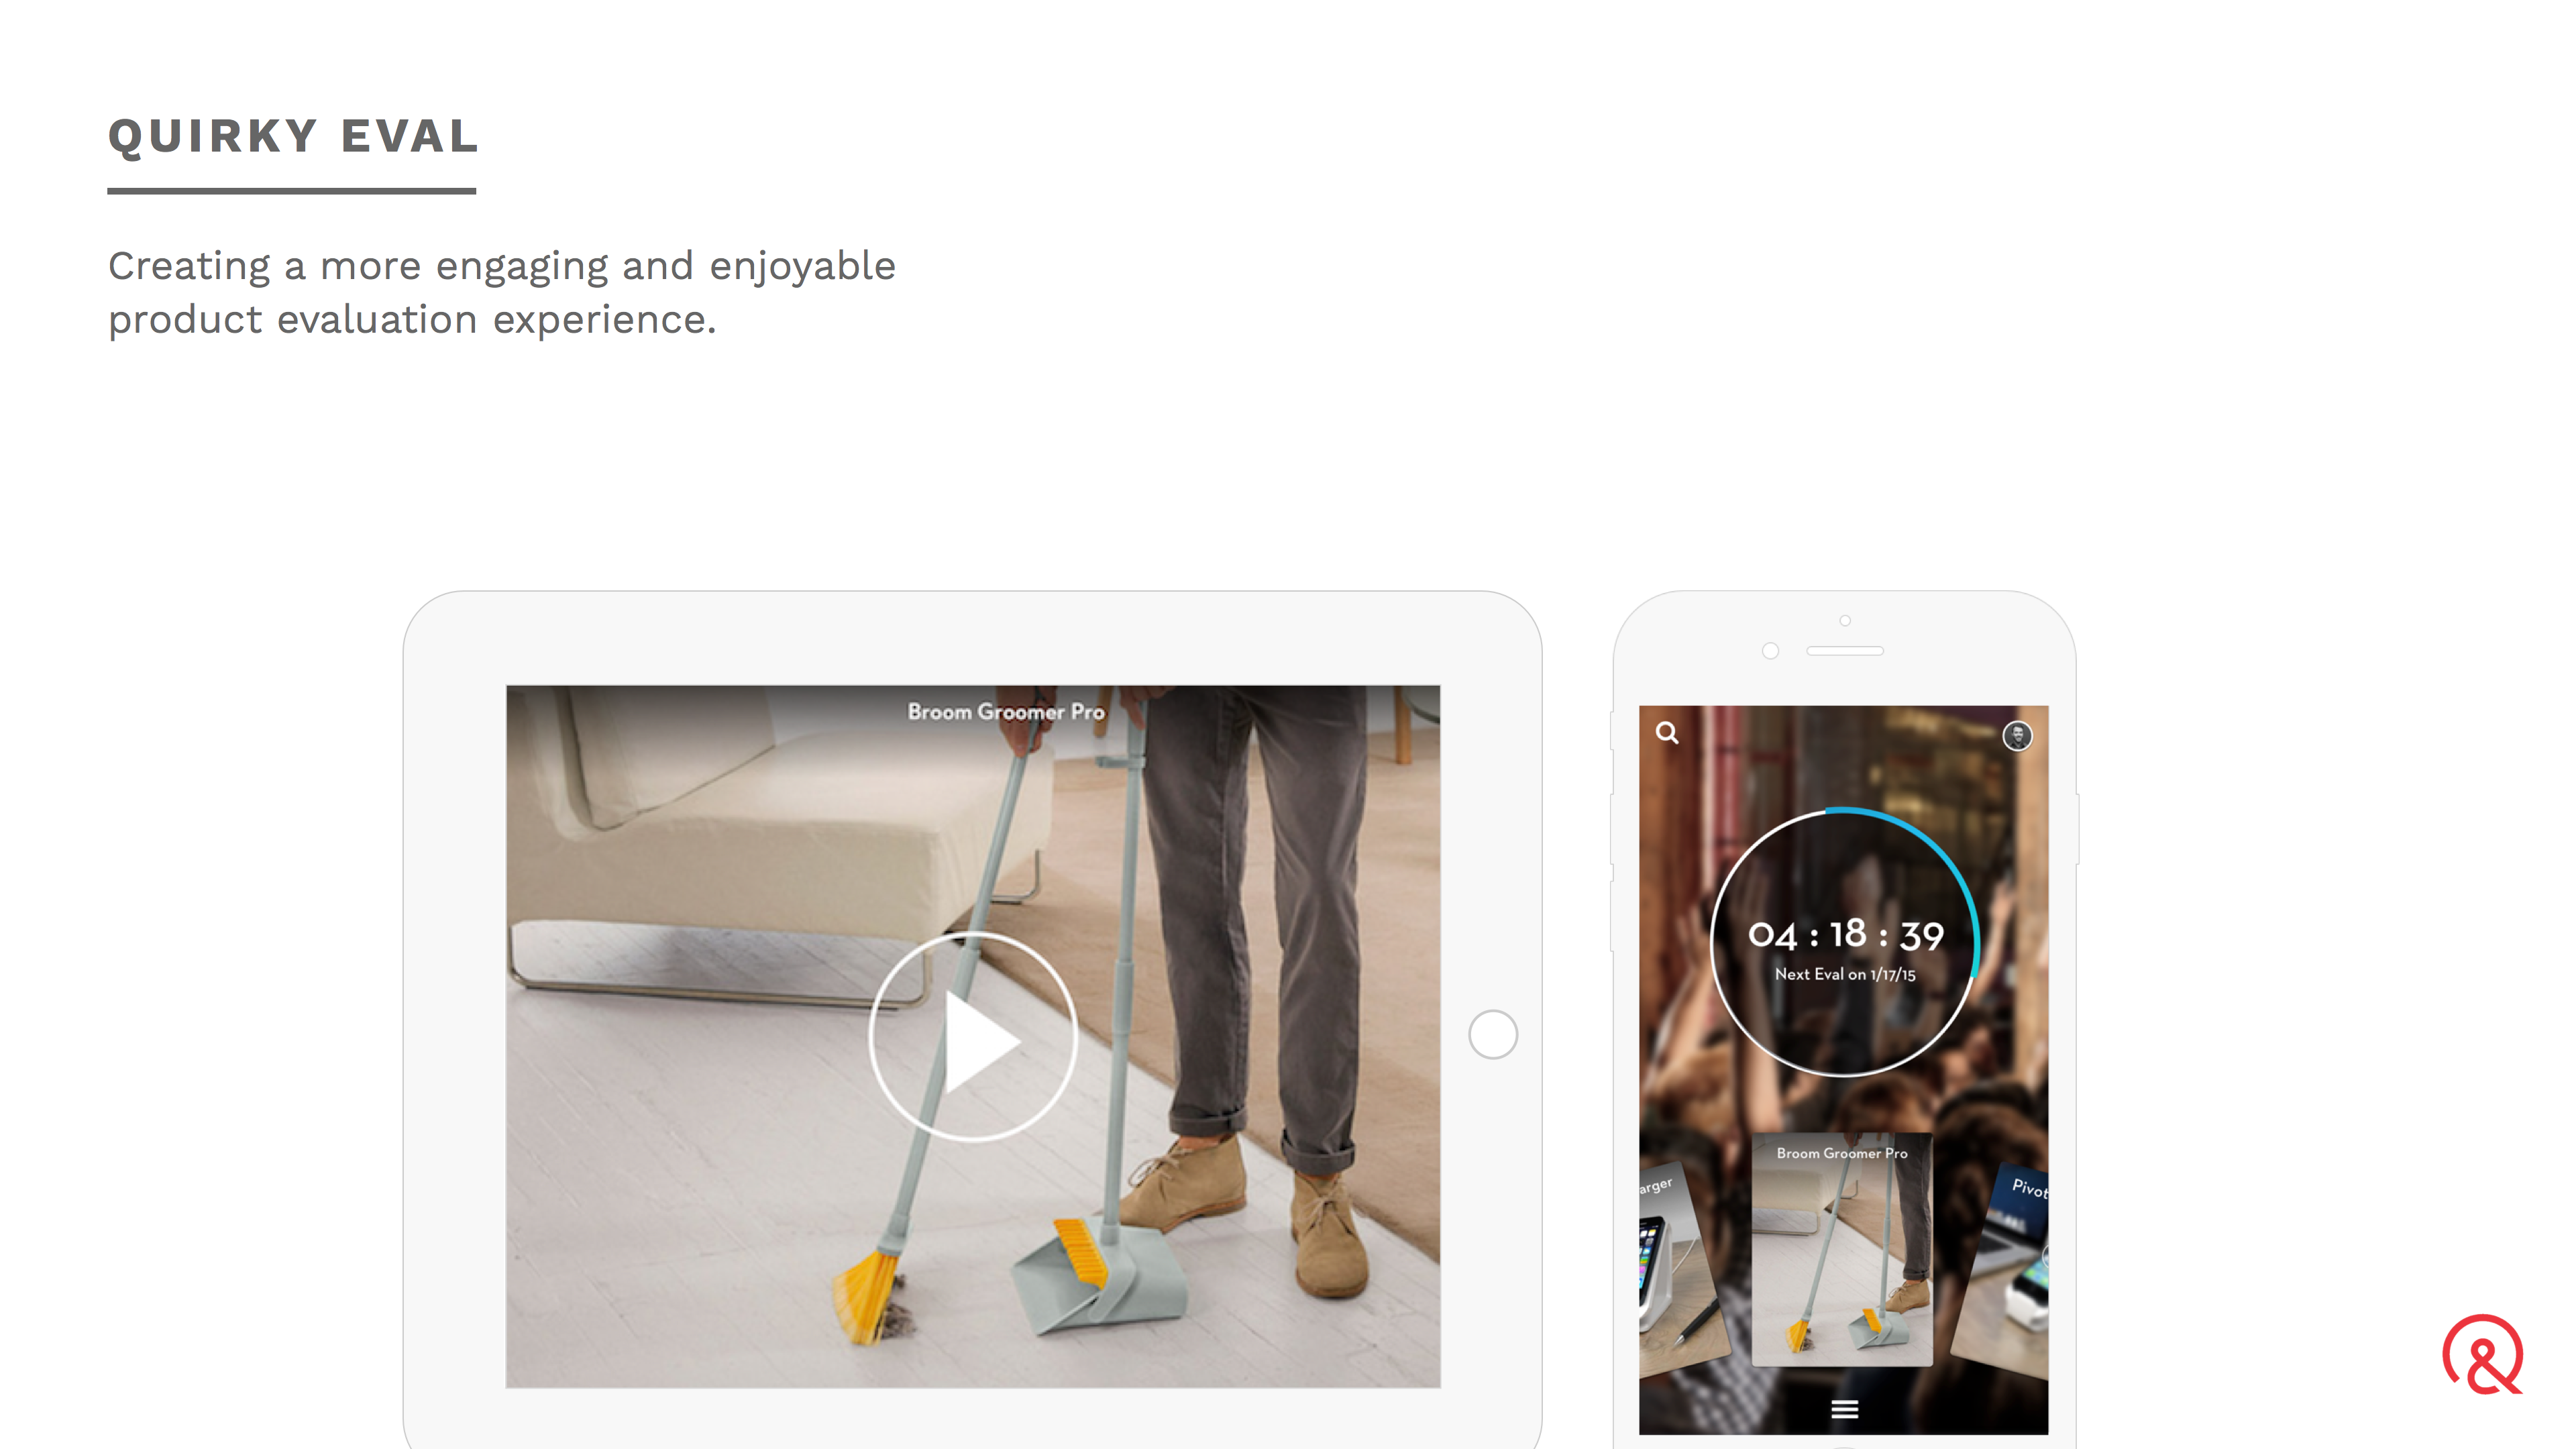 QUIRKY EVAL
Creating a more engaging and enjoyable
product evaluation experience.
Broom Groomer Pro
04 : 18 : 39
Next Eval on 1/17/15
Broom Groomer Pro
arger
Pivot
&